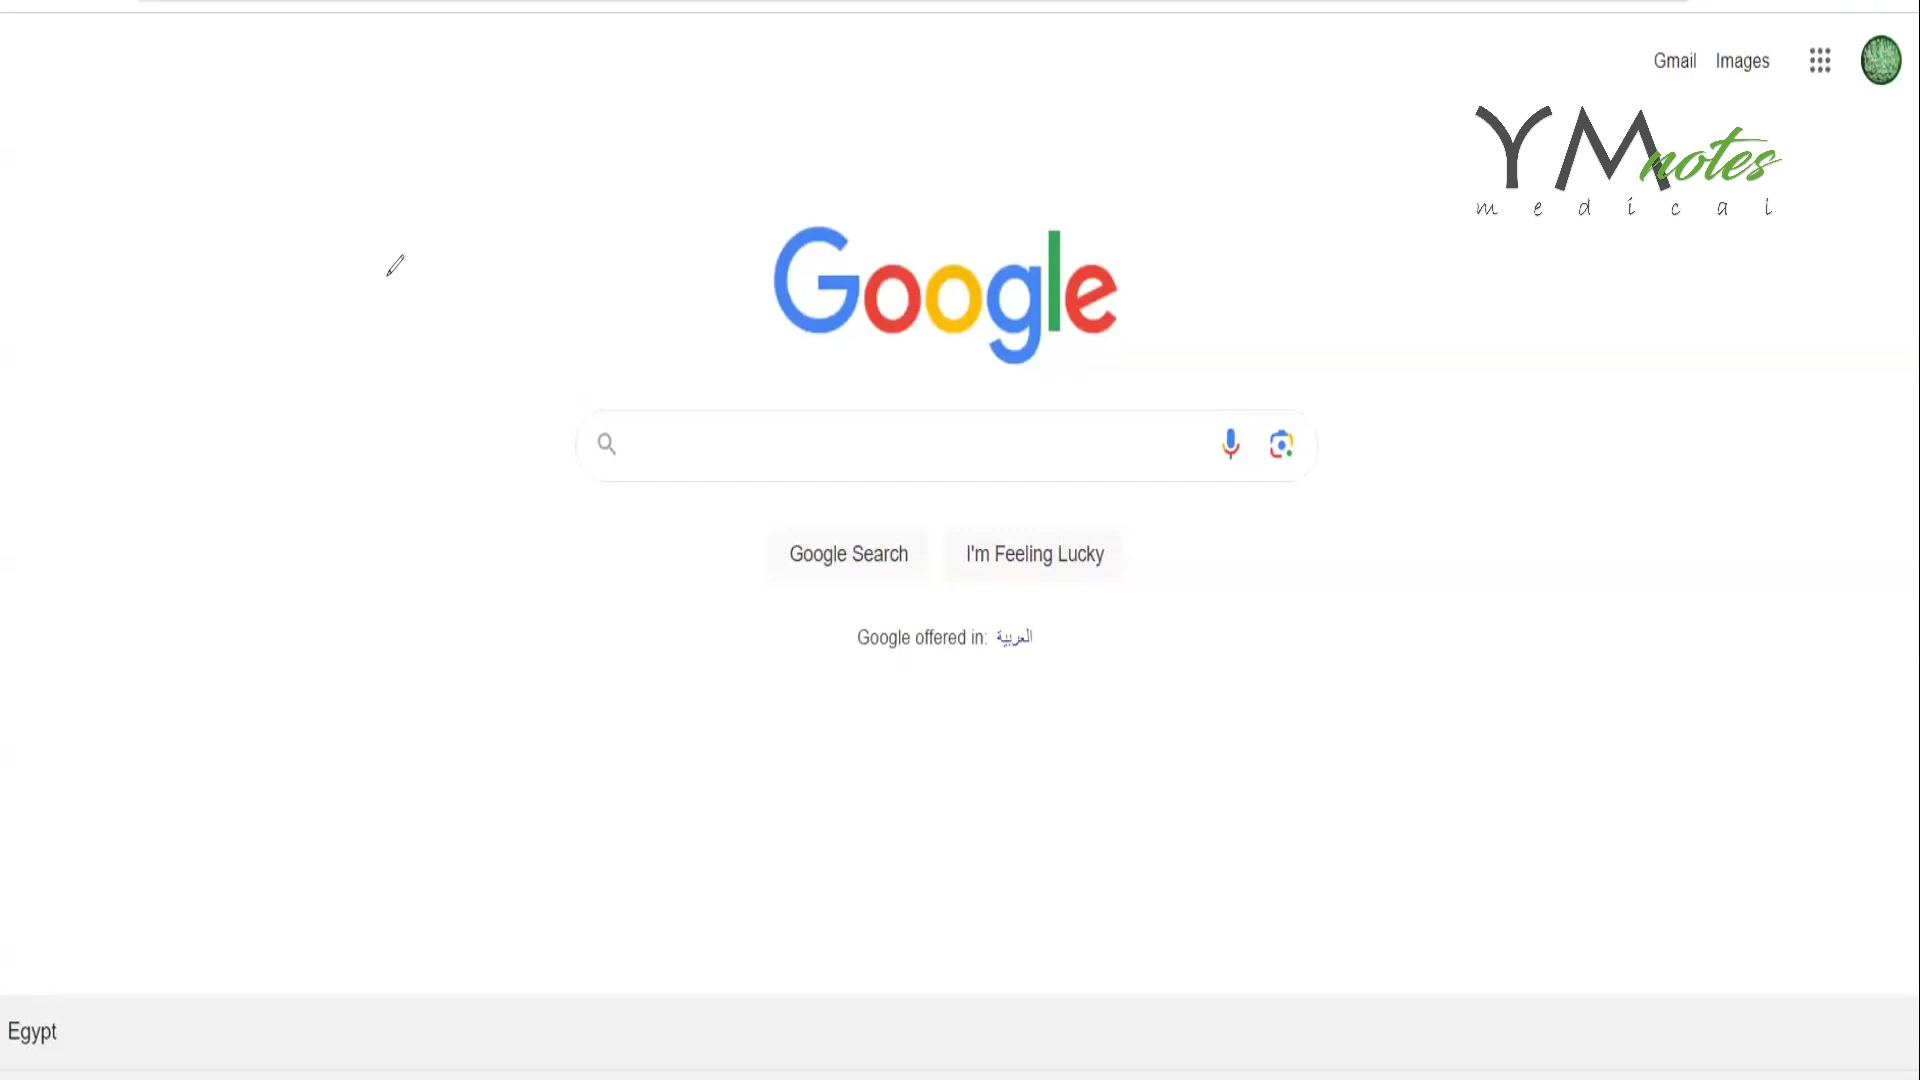 Gmail Images
YM notes
medical
Google
Google Search I'm Feeling Lucky
Google offered in: العربية
Egypt